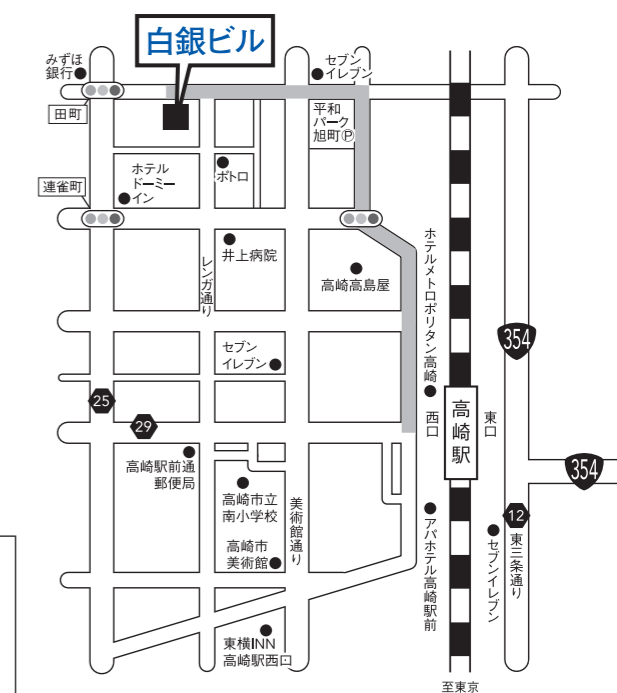 白銀ビル
みずほ
銀行
セブン
イレブン
田町
平和
パーク
旭町Ⓟ
連雀町
ホテル
ドーミー
イン
ポトロ
井上病院
レンガ通り
高崎高島屋
ホテルメトロポリタン高崎
354
セブン
イレブン
25
29
西口
高崎駅
東口
354
高崎駅前通
郵便局
高崎市立
南小学校
美術館通り
高崎市
美術館
アパホテル高崎駅前
セブンイレブン
12
東三条通り
東横INN
高崎駅西口
至東京